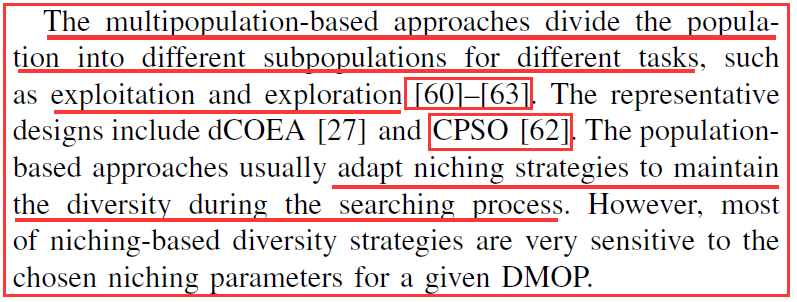 The multipopulation-based approaches divide the popula-
tion into different subpopulations for different tasks, such
as exploitation and exploration [60]–[63]. The representative
designs include dCOEA [27] and CPSO [62]. The population-
based approaches usually adapt niching strategies to maintain
the diversity during the searching process. However, most
of niching-based diversity strategies are very sensitive to the
chosen niching parameters for a given DMOP.